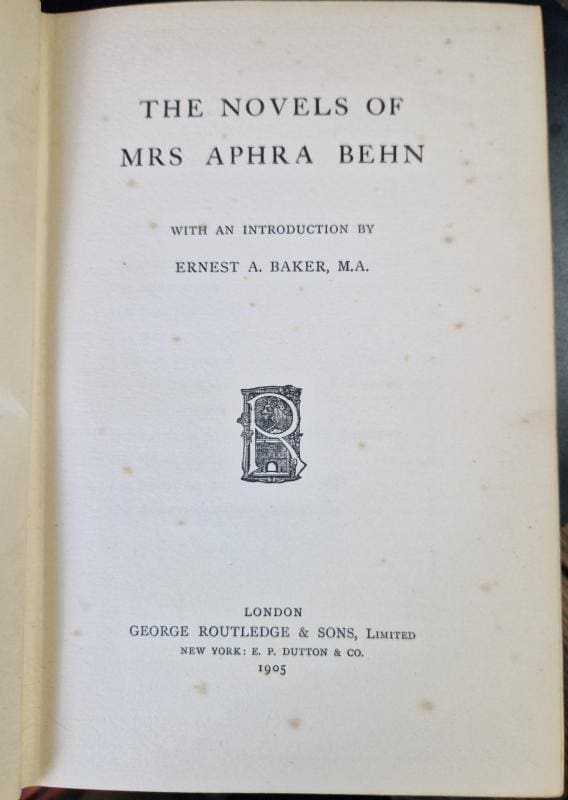 THE NOVELS OF
MRS APHRA BEHN
WITH AN INTRODUCTION BY
ERNEST A. BAKER, M.A.
R
LONDON
GEORGE ROUTLEDGE & SONS, LIMITED
NEW YORK: E. P. DUTTON & CO.
1905